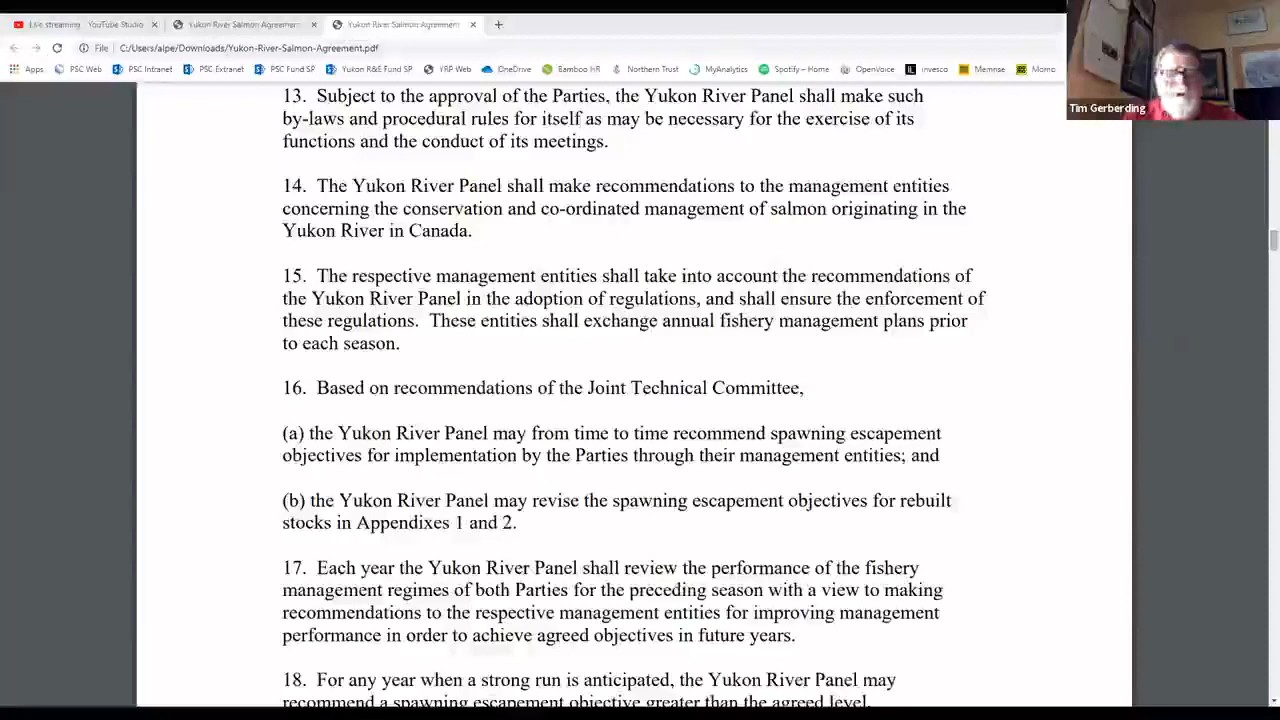 Live streaming - YouTube Studio
Yukon River Salmon Agreement
Yukon River Salmon Agreement
File C:/Users/alpe/Downloads/Yukon-River-Salmon-Agreement.pdf
Apps PSC Web PSC Intranet PSC Extranet PSC Fund SP Yukon R&E Fund SP YRP Web OneDrive Bamboo HR Northern Trust MyAnalytics Spotify – Home OpenVoice Invesco Memrise Momo
Tim Gerberding
13. Subject to the approval of the Parties, the Yukon River Panel shall make such
by-laws and procedural rules for itself as may be necessary for the exercise of its
functions and the conduct of its meetings.
14. The Yukon River Panel shall make recommendations to the management entities
concerning the conservation and co-ordinated management of salmon originating in the
Yukon River in Canada.
15. The respective management entities shall take into account the recommendations of
the Yukon River Panel in the adoption of regulations, and shall ensure the enforcement of
these regulations. These entities shall exchange annual fishery management plans prior
to each season.
16. Based on recommendations of the Joint Technical Committee,
(a) the Yukon River Panel may from time to time recommend spawning escapement
objectives for implementation by the Parties through their management entities; and
(b) the Yukon River Panel may revise the spawning escapement objectives for rebuilt
stocks in Appendixes 1 and 2.
17. Each year the Yukon River Panel shall review the performance of the fishery
management regimes of both Parties for the preceding season with a view to making
recommendations to the respective management entities for improving management
performance in order to achieve agreed objectives in future years.
18. For any year when a strong run is anticipated, the Yukon River Panel may
recommend a spawning escapement objective greater than the agreed level.